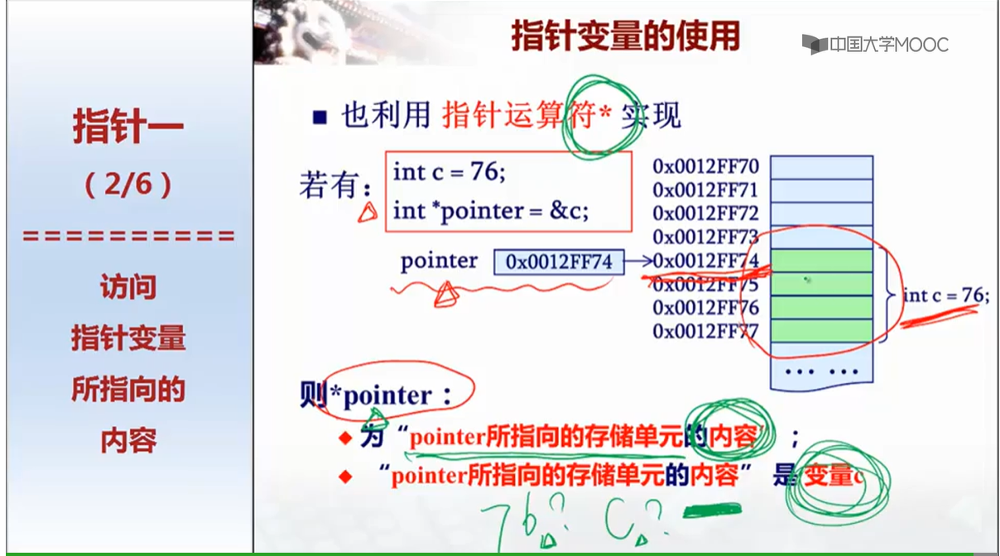 指针变量的使用
中国大学MOOC
指针一
（2/6）
==========
访问
指针变量
所指向的
内容
■ 也利用 指针运算符* 实现
若有：
int c = 76;
int *pointer = &c;
pointer 0x0012FF74
0x0012FF70
0x0012FF71
0x0012FF72
0x0012FF73
0x0012FF74
0x0012FF75
0x0012FF76
0x0012FF77
int c = 76;
… …
则*pointer：
◆ 为“pointer所指向的存储单元的内容”；
◆ “pointer所指向的存储单元的内容” 是 变量c
76? C?